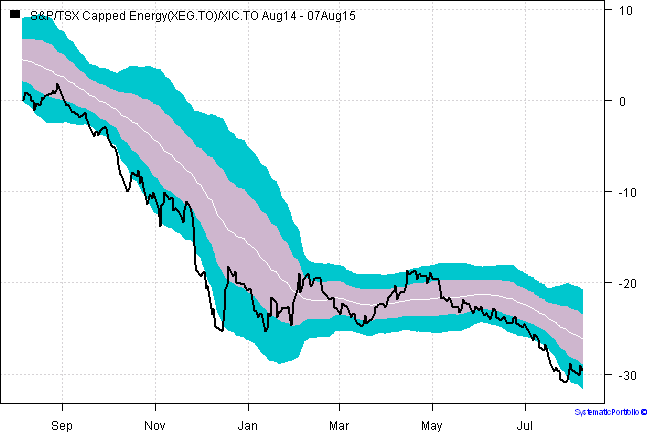 S&P/TSX Capped Energy(XEG.TO)/XIC.TO Aug14 - 07Aug15
10
0
-10
-20
-30
Sep Nov Jan Mar May Jul
SystematicPortfolio ©